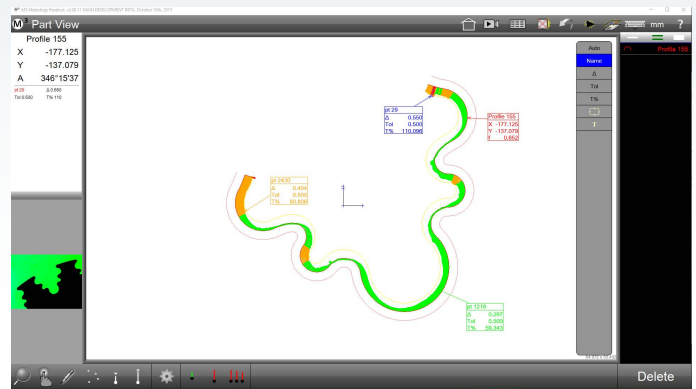 M3 Metrology Readout
Part View
mm
?
Profile 155
X -177.125
Y -137.079
A 346°15'37
pt 29 Δ 0.550
Tol 0.500 T% 110
pt 29
Δ 0.550
Tol 0.500
T% 110.096
Profile 155
X -177.125
Y -137.079
f 0.652
pt 2430
Δ 0.404
Tol 0.500
T% 80.806
pt 1219
Δ 0.297
Tol 0.500
T% 59.343
Auto
Name
Δ
Tol
T%
T
Profile 155
Delete